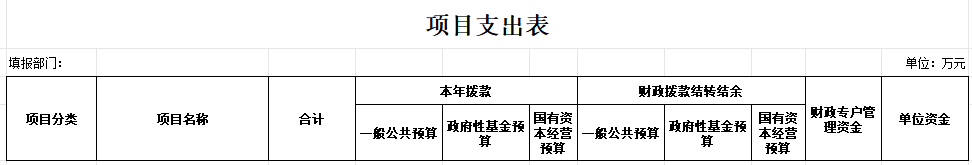 项目支出表
填报部门：
单位：万元
项目分类
项目名称
合计
本年拨款
财政拨款结转结余
财政专户管
理资金
单位资金
一般公共预算
政府性基金预
算
国有资
本经营
预算
一般公共预算
政府性基金预
算
国有资
本经营
预算